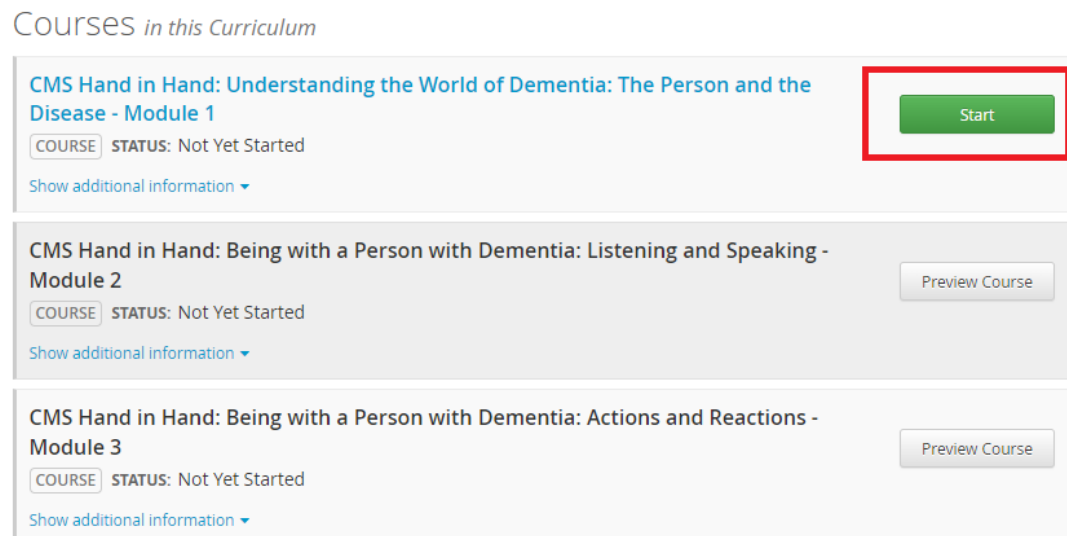 Courses in this Curriculum
CMS Hand in Hand: Understanding the World of Dementia: The Person and the
Disease - Module 1
Start
COURSE STATUS: Not Yet Started
Show additional information
CMS Hand in Hand: Being with a Person with Dementia: Listening and Speaking -
Module 2
Preview Course
COURSE STATUS: Not Yet Started
Show additional information
CMS Hand in Hand: Being with a Person with Dementia: Actions and Reactions -
Module 3
Preview Course
COURSE STATUS: Not Yet Started
Show additional information